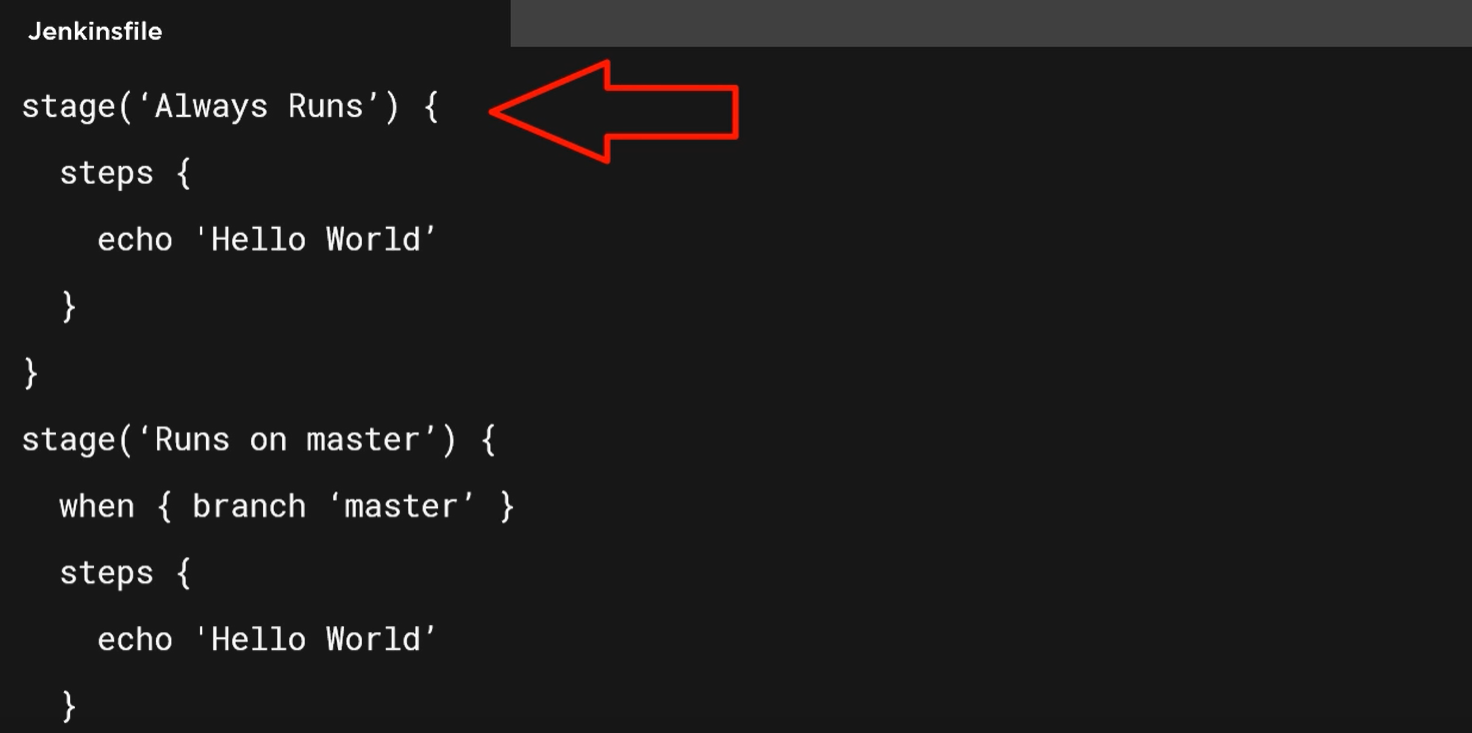 Jenkinsfile
stage(‘Always Runs’) {
  steps {
    echo 'Hello World’
  }
}
stage(‘Runs on master’) {
  when { branch ‘master’ }
  steps {
    echo 'Hello World’
  }